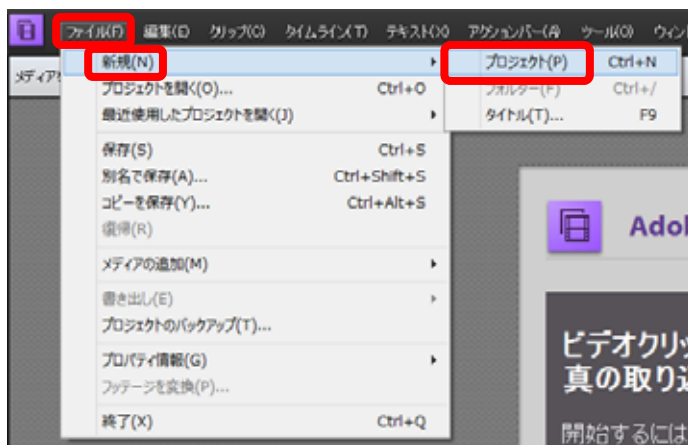 ファイル(F) 編集(E) クリップ(C) タイムライン(T) テキスト(X) アクションバー(A) ツール(O) ウィン
メディア
新規(N)
プロジェクト(P) Ctrl+N
プロジェクトを開く(O)... Ctrl+O
フォルダー(F) Ctrl+/
最近使用したプロジェクトを開く(J)
タイトル(T)... F9
保存(S) Ctrl+S
別名で保存(A)... Ctrl+Shift+S
コピーを保存(Y)... Ctrl+Alt+S
復帰(R)
メディアの追加(M)
書き出し(E)
プロジェクトのバックアップ(T)...
プロパティ情報(G)
フッテージを変換(P)...
終了(X) Ctrl+Q
Adob
ビデオクリッ
真の取り込
開始するには